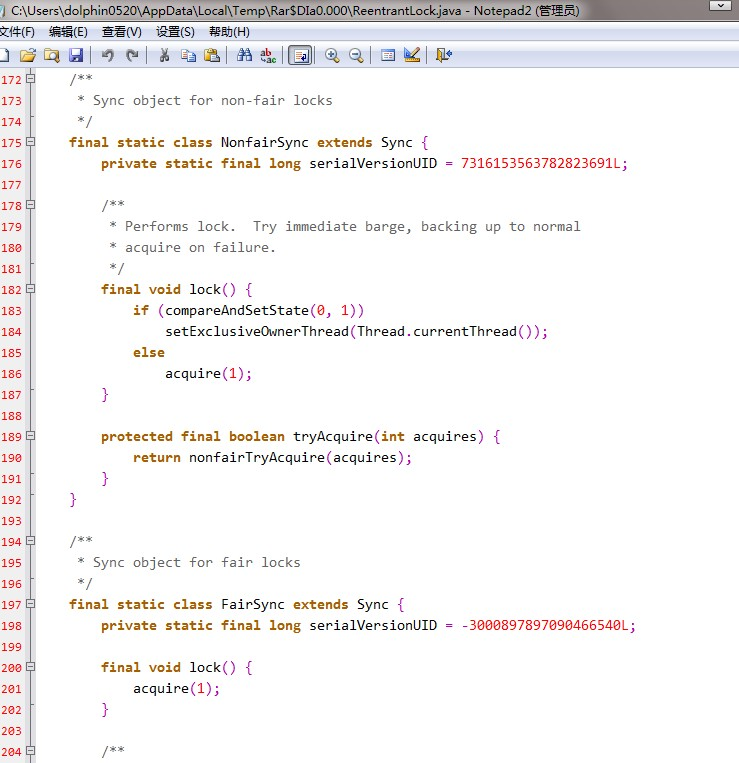 C:\Users\dolphin0520\AppData\Local\Temp\Rar$DIa0.000\ReentrantLock.java - Notepad2 (管理员)
文件(F) 编辑(E) 查看(V) 设置(S) 帮助(H)
172 /**
173 * Sync object for non-fair locks
174 */
175 final static class NonfairSync extends Sync {
176 private static final long serialVersionUID = 7316153563782823691L;
177
178 /**
179 * Performs lock.  Try immediate barge, backing up to normal
180 * acquire on failure.
181 */
182 final void lock() {
183 if (compareAndSetState(0, 1))
184 setExclusiveOwnerThread(Thread.currentThread());
185 else
186 acquire(1);
187 }
188
189 protected final boolean tryAcquire(int acquires) {
190 return nonfairTryAcquire(acquires);
191 }
192 }
193
194 /**
195 * Sync object for fair locks
196 */
197 final static class FairSync extends Sync {
198 private static final long serialVersionUID = -3000897897090466540L;
199
200 final void lock() {
201 acquire(1);
202 }
203
204 /**